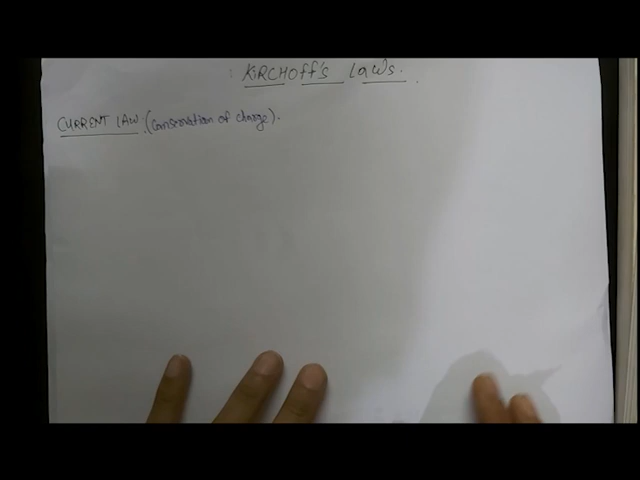 KIRCHOff's laws.
CURRENT LAW. (Conservation of charge).